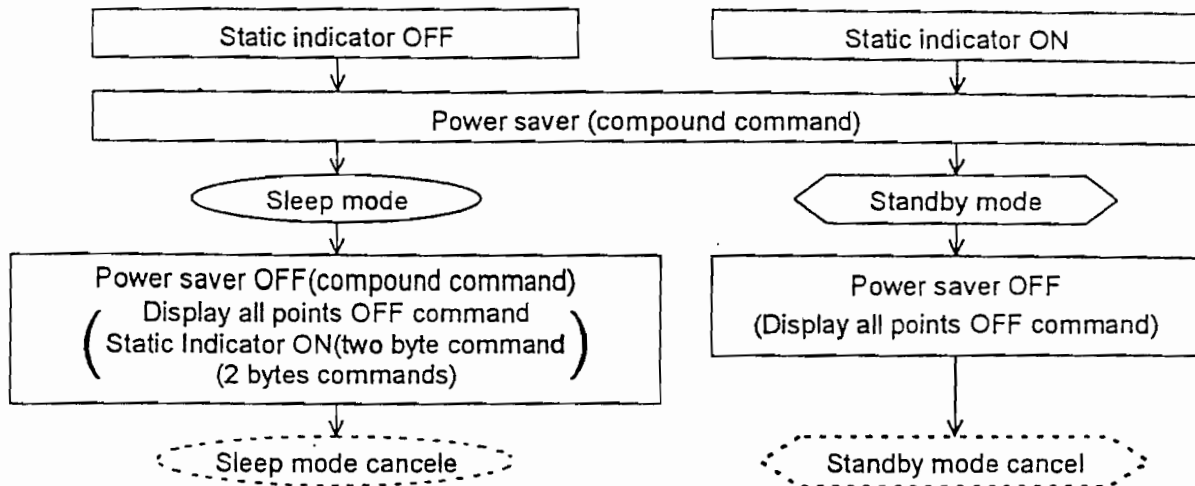 Static indicator OFF
Static indicator ON
Power saver (compound command)
Sleep mode
Standby mode
Power saver OFF(compound command)
Display all points OFF command
Static Indicator ON(two byte command
(2 bytes commands)
Power saver OFF
(Display all points OFF command)
Sleep mode cancele
Standby mode cancel